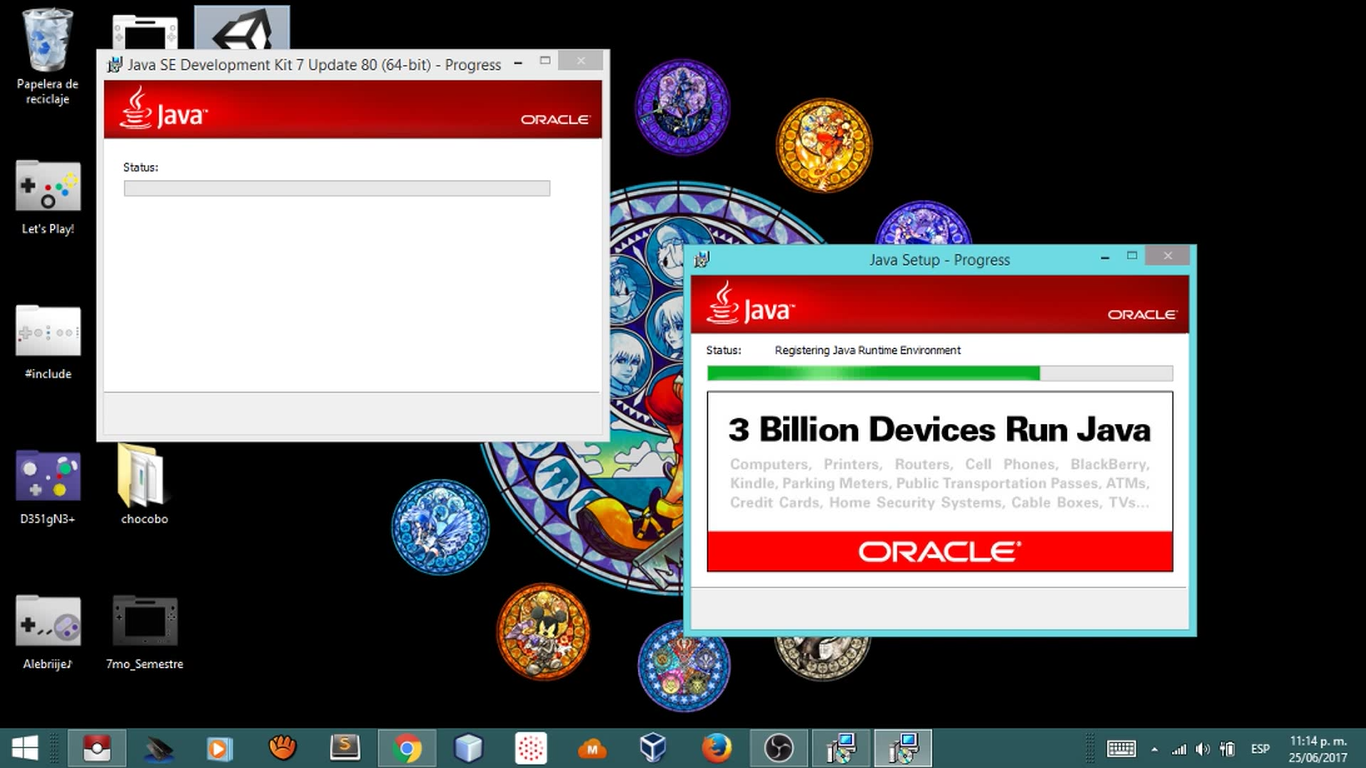 Papelera de
reciclaje
Let's Play!
#include
D351gN3+
chocobo
Alebriije♪
7mo_Semestre
Java SE Development Kit 7 Update 80 (64-bit) - Progress
Java™
ORACLE
Status:
Java Setup - Progress
Java™
ORACLE
Status: Registering Java Runtime Environment
3 Billion Devices Run Java
Computers, Printers, Routers, Cell Phones, BlackBerry,
Kindle, Parking Meters, Public Transportation Passes, ATMs,
Credit Cards, Home Security Systems, Cable Boxes, TVs...
ORACLE®
ESP
11:14 p. m.
25/06/2017